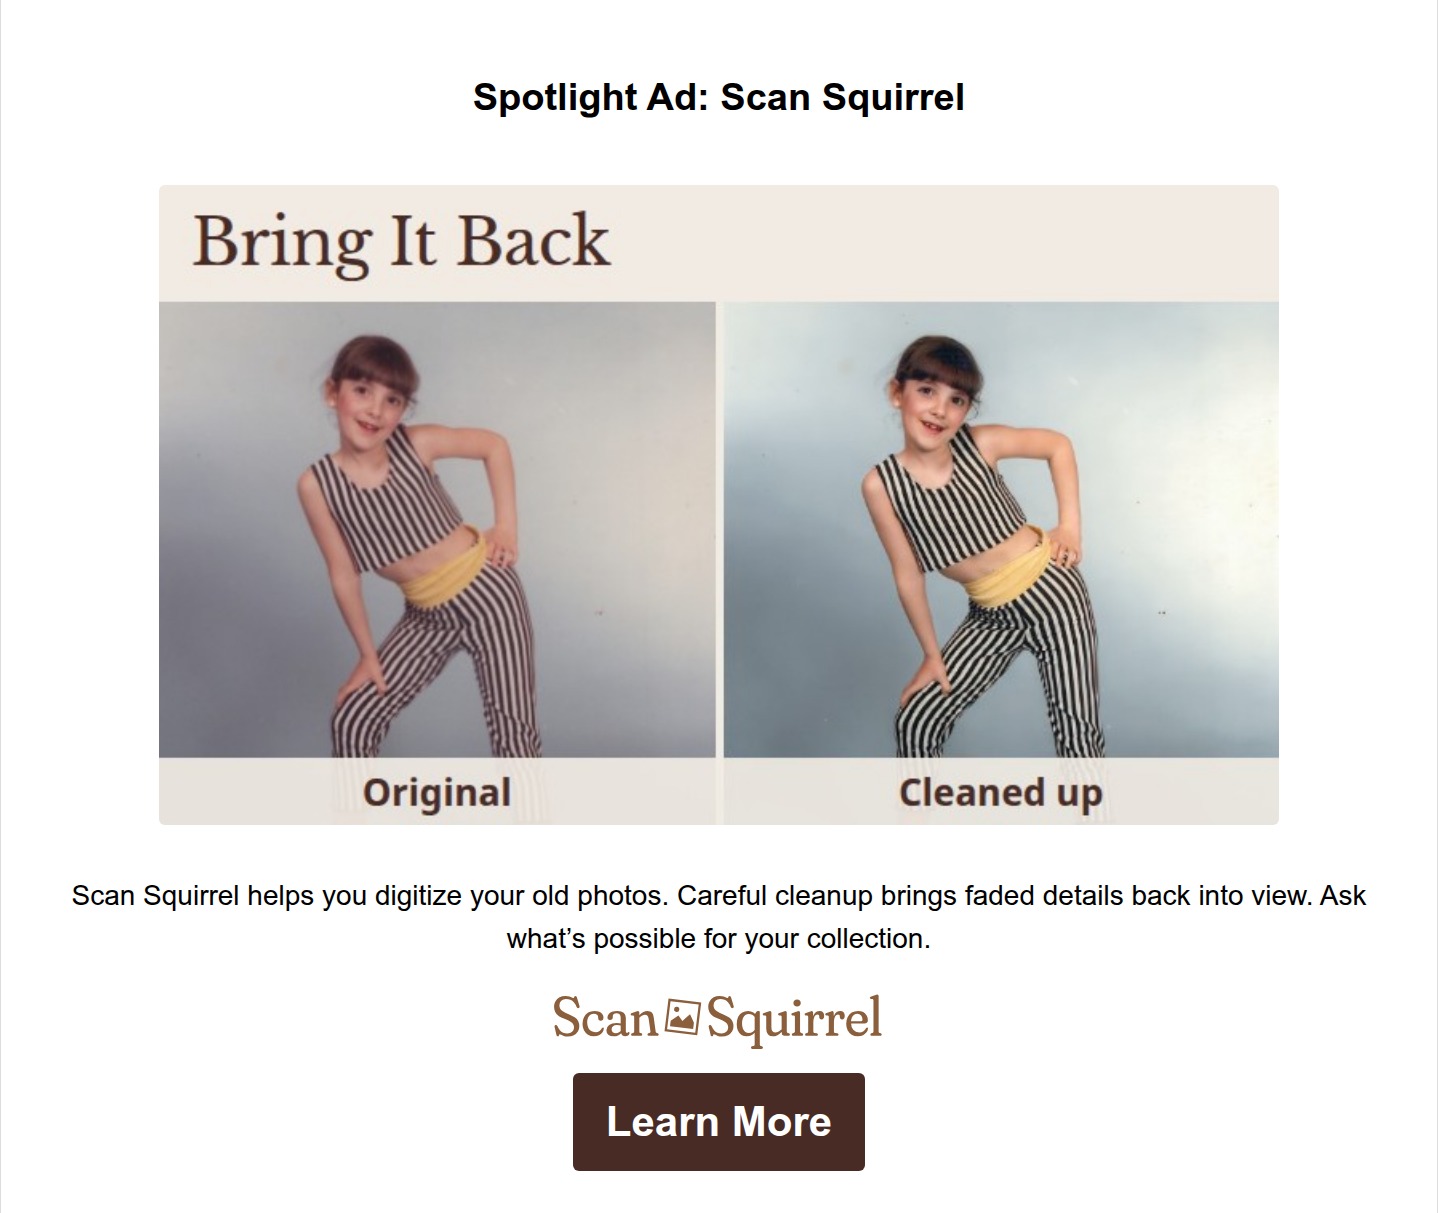 Spotlight Ad: Scan Squirrel
Bring It Back
Original
Cleaned up
Scan Squirrel helps you digitize your old photos. Careful cleanup brings faded details back into view. Ask
what’s possible for your collection.
Scan Squirrel
Learn More